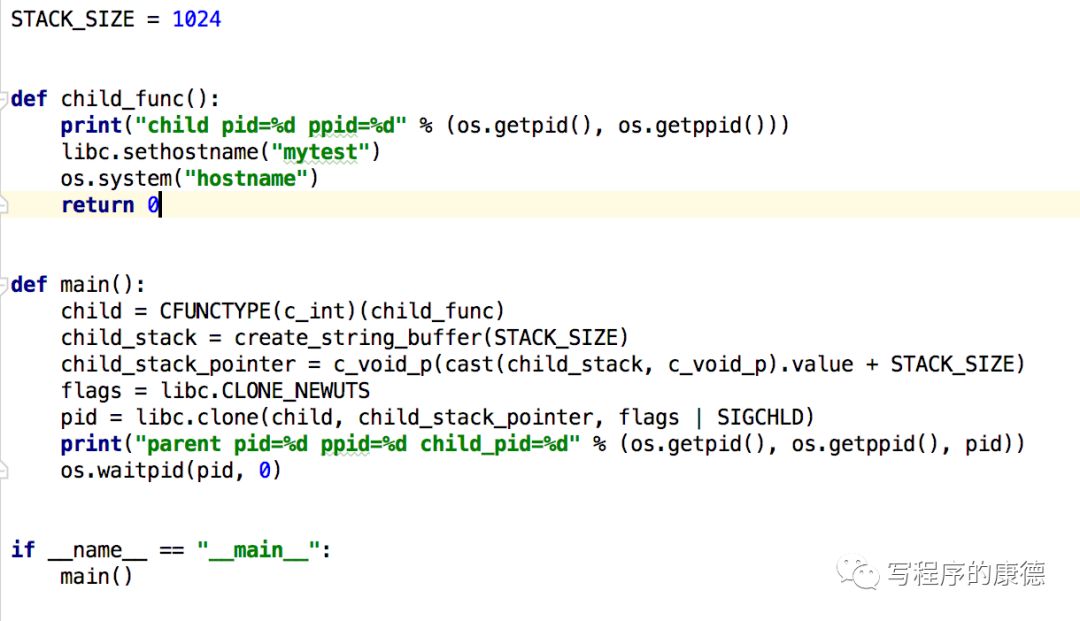 STACK_SIZE = 1024
def child_func():
    print("child pid=%d ppid=%d" % (os.getpid(), os.getppid()))
    libc.sethostname("mytest")
    os.system("hostname")
    return 0
def main():
    child = CFUNCTYPE(c_int)(child_func)
    child_stack = create_string_buffer(STACK_SIZE)
    child_stack_pointer = c_void_p(cast(child_stack, c_void_p).value + STACK_SIZE)
    flags = libc.CLONE_NEWUTS
    pid = libc.clone(child, child_stack_pointer, flags | SIGCHLD)
    print("parent pid=%d ppid=%d child_pid=%d" % (os.getpid(), os.getppid(), pid))
    os.waitpid(pid, 0)
if __name__ == "__main__":
    main()
写程序的康德